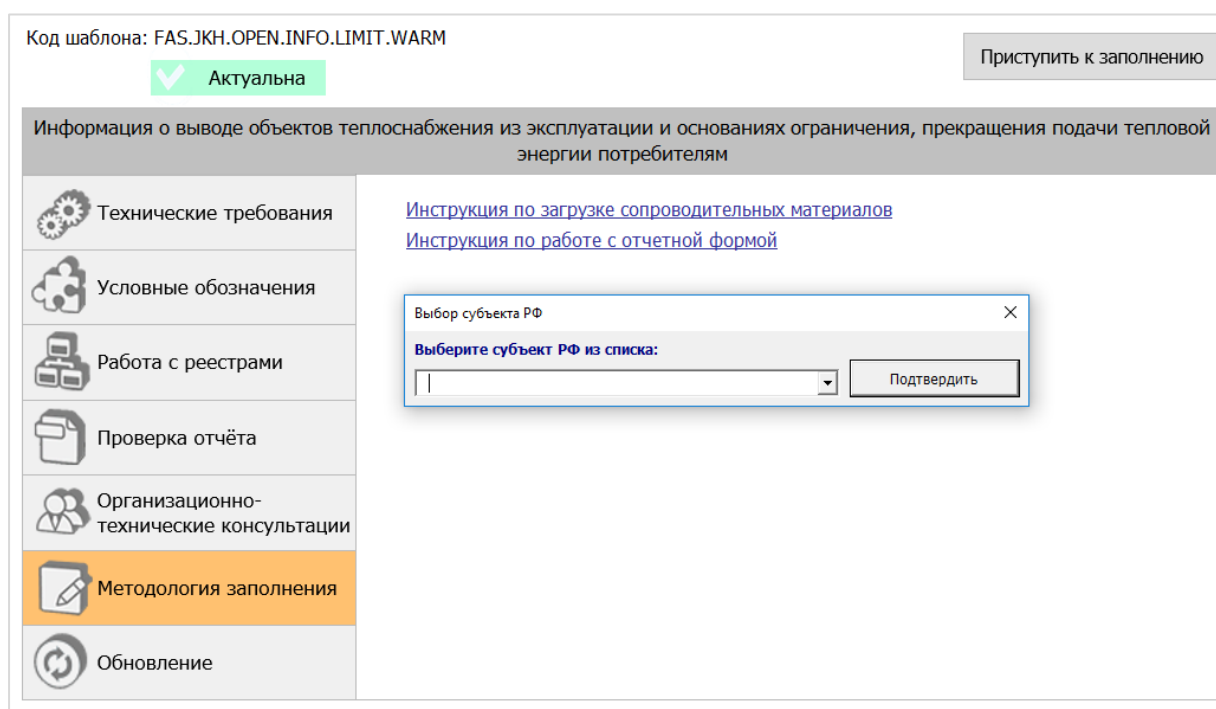 Код шаблона: FAS.JKH.OPEN.INFO.LIMIT.WARM
Актуальна
Приступить к заполнению
Информация о выводе объектов теплоснабжения из эксплуатации и основаниях ограничения, прекращения подачи тепловой
энергии потребителям
Технические требования
Условные обозначения
Работа с реестрами
Проверка отчёта
Организационно-
технические консультации
Методология заполнения
Обновление
Инструкция по загрузке сопроводительных материалов
Инструкция по работе с отчетной формой
Выбор субъекта РФ
Выберите субъект РФ из списка:
Подтвердить